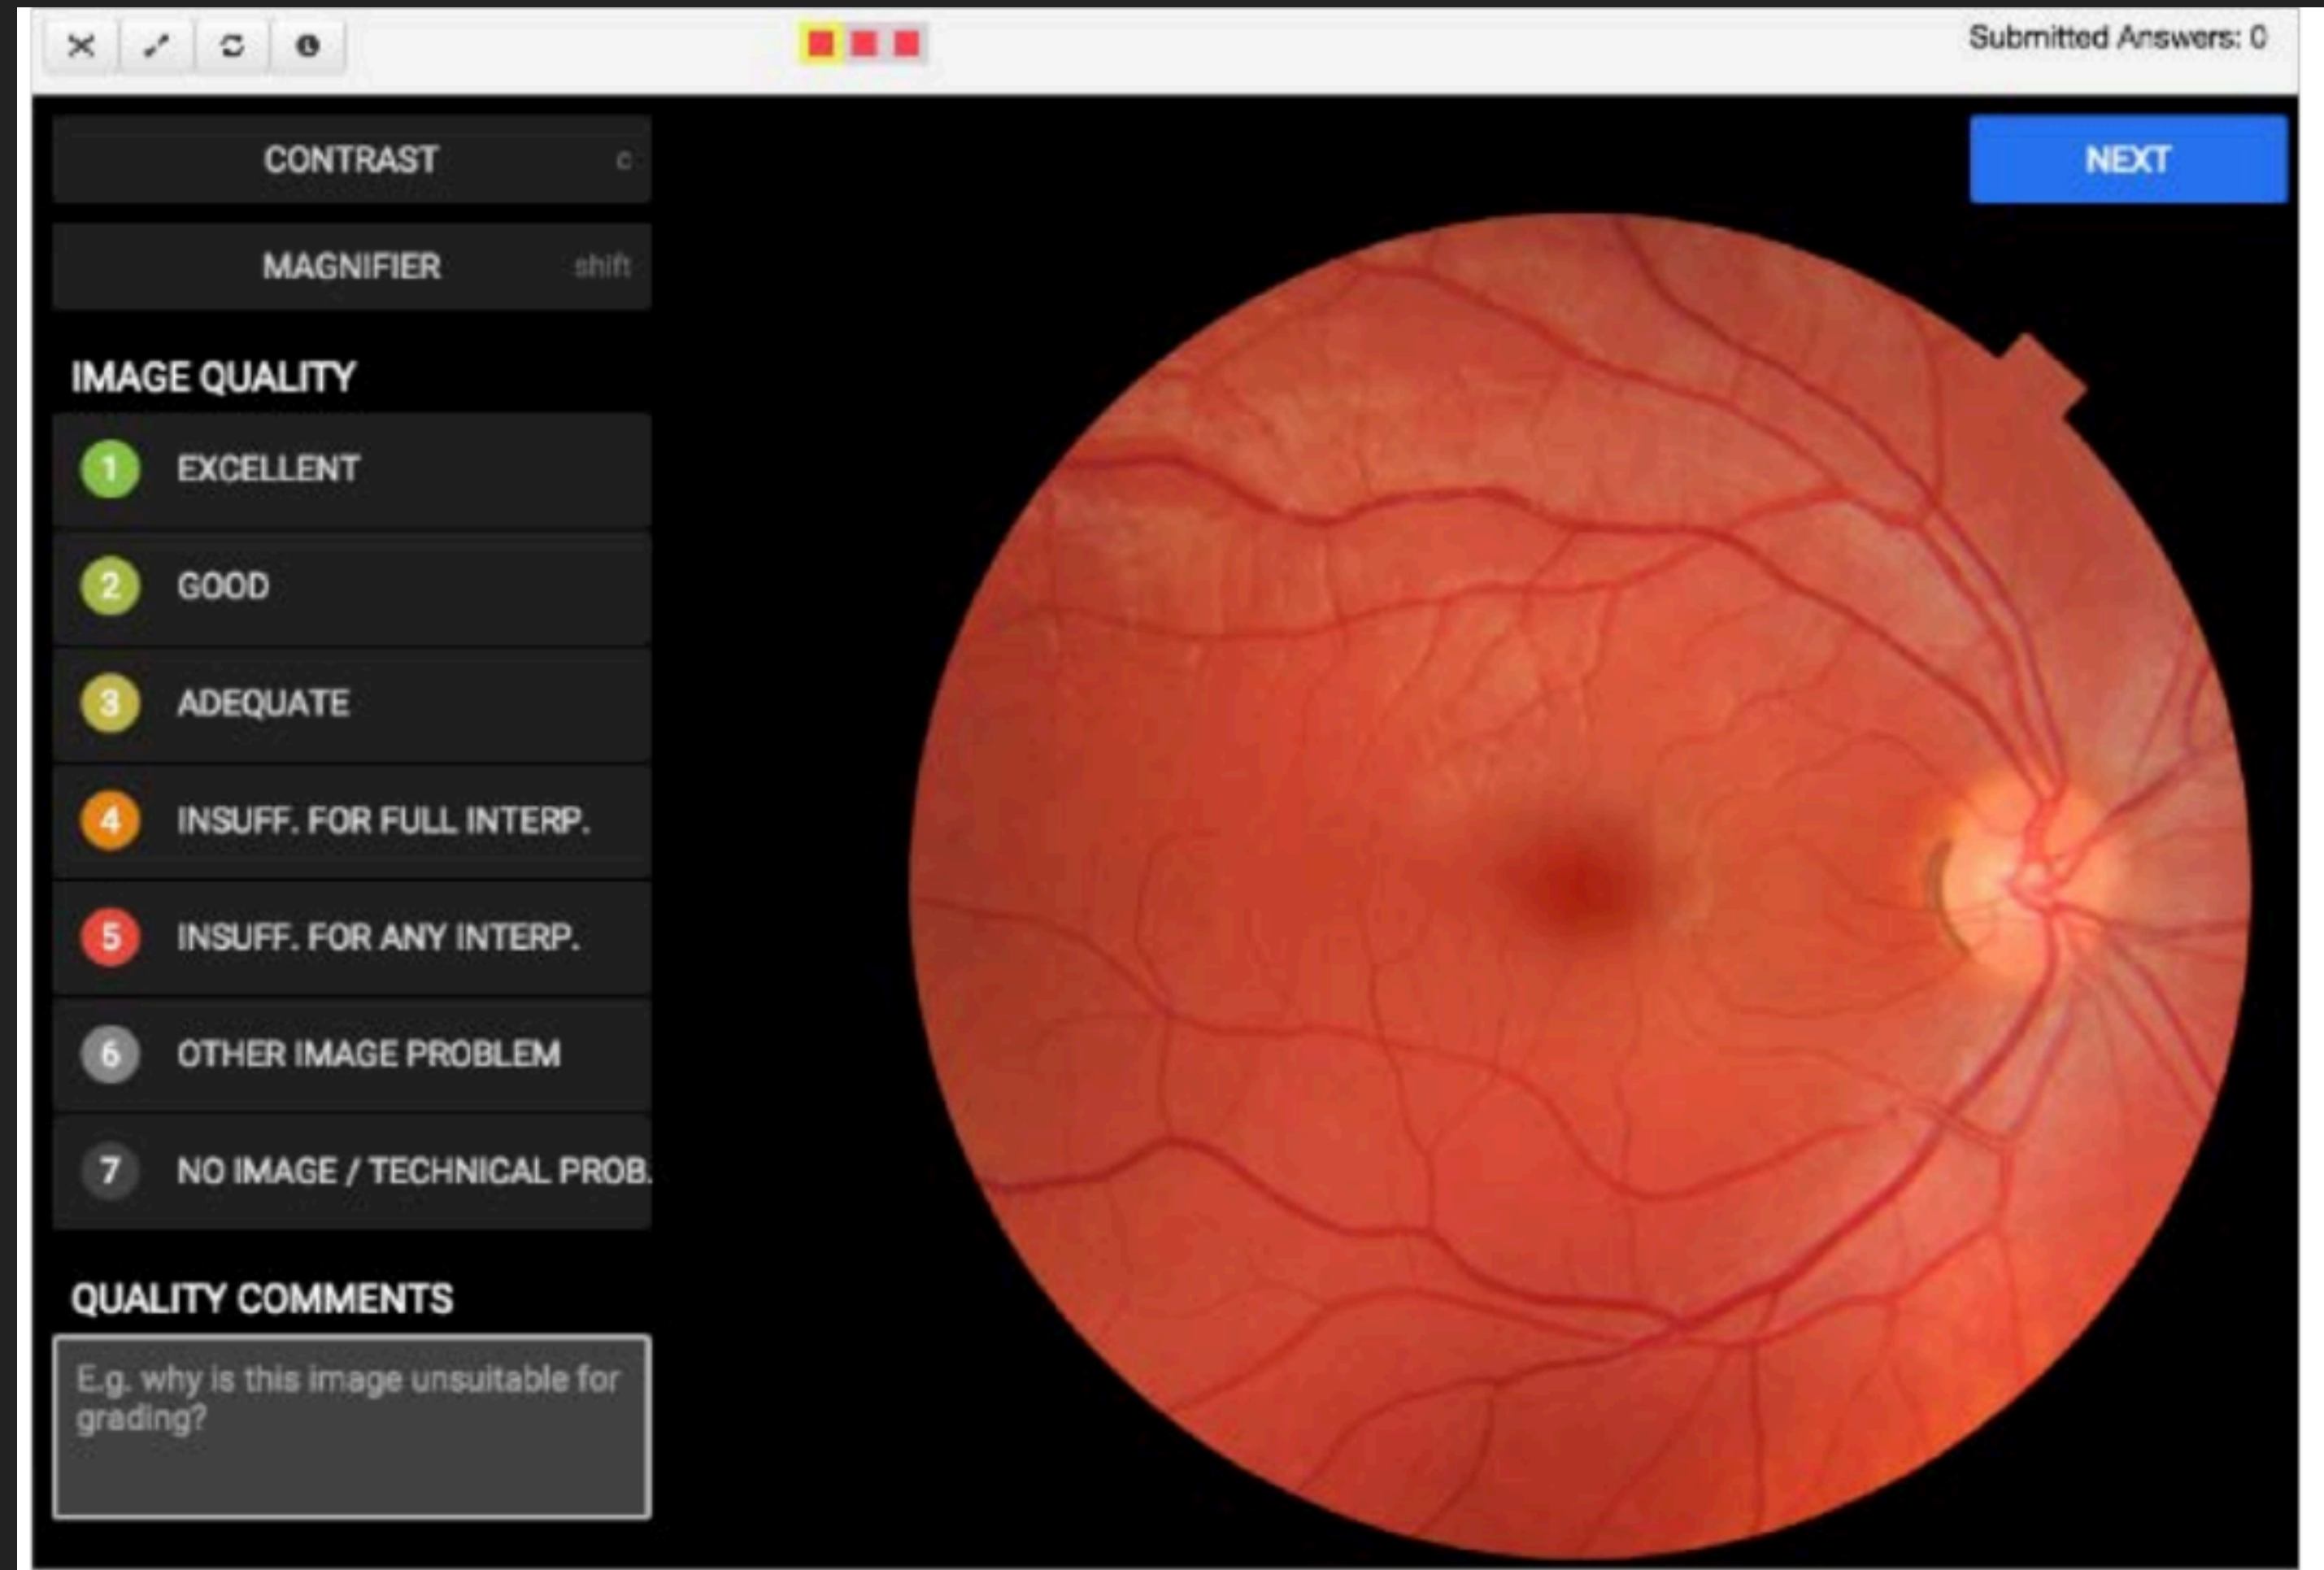 Submitted Answers: 0
CONTRAST c
NEXT
MAGNIFIER shift
IMAGE QUALITY
1 EXCELLENT
2 GOOD
3 ADEQUATE
4 INSUFF. FOR FULL INTERP.
5 INSUFF. FOR ANY INTERP.
6 OTHER IMAGE PROBLEM
7 NO IMAGE / TECHNICAL PROB.
QUALITY COMMENTS
E.g. why is this image unsuitable for
grading?